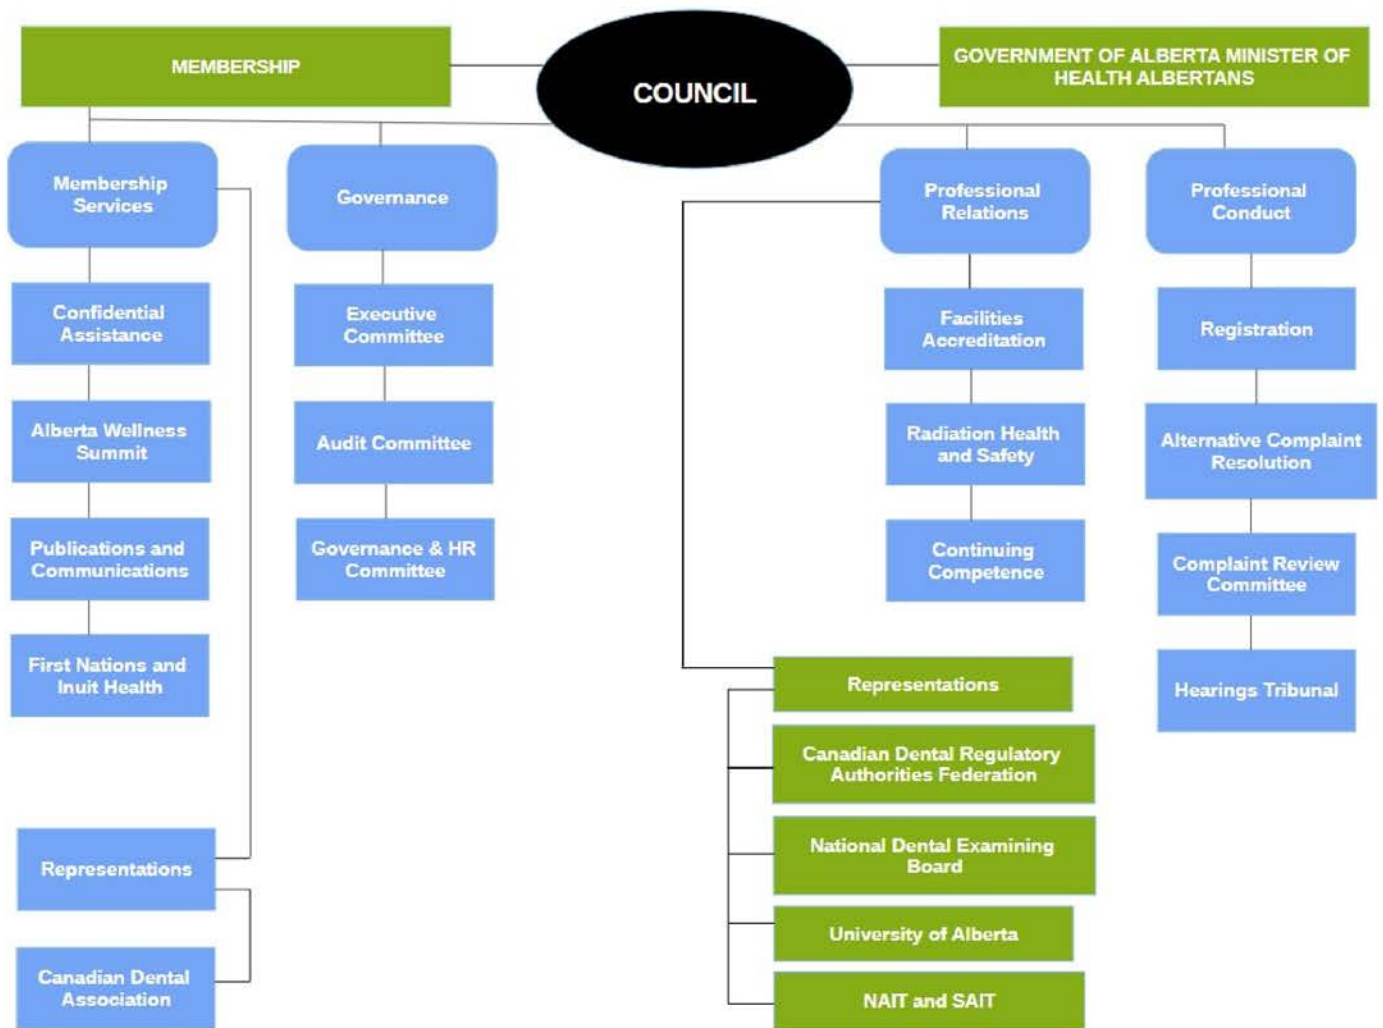 MEMBERSHIP
COUNCIL
GOVERNMENT OF ALBERTA MINISTER OF
HEALTH ALBERTANS
Membership
Services
Governance
Professional
Relations
Professional
Conduct
Confidential
Assistance
Executive
Committee
Facilities
Accreditation
Registration
Alberta Wellness
Summit
Audit Committee
Radiation Health
and Safety
Alternative Complaint
Resolution
Publications and
Communications
Governance & HR
Committee
Continuing
Competence
Complaint Review
Committee
First Nations and
Inuit Health
Representations
Hearings Tribunal
Canadian Dental Regulatory
Authorities Federation
Representations
National Dental Examining
Board
University of Alberta
Canadian Dental
Association
NAIT and SAIT